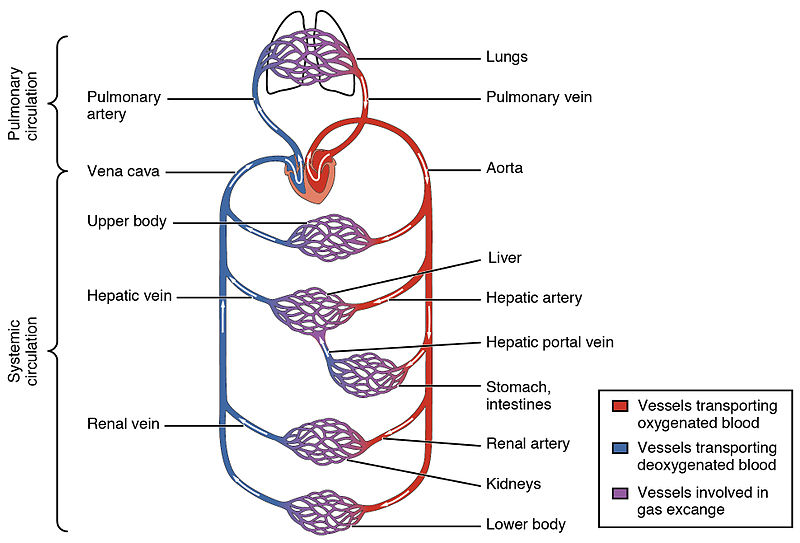 Pulmonary
circulation
Systemic
circulation
Pulmonary
artery
Vena cava
Upper body
Hepatic vein
Renal vein
Lungs
Pulmonary vein
Aorta
Liver
Hepatic artery
Hepatic portal vein
Stomach,
intestines
Renal artery
Kidneys
Lower body
Vessels transporting
oxygenated blood
Vessels transporting
deoxygenated blood
Vessels involved in
gas excange